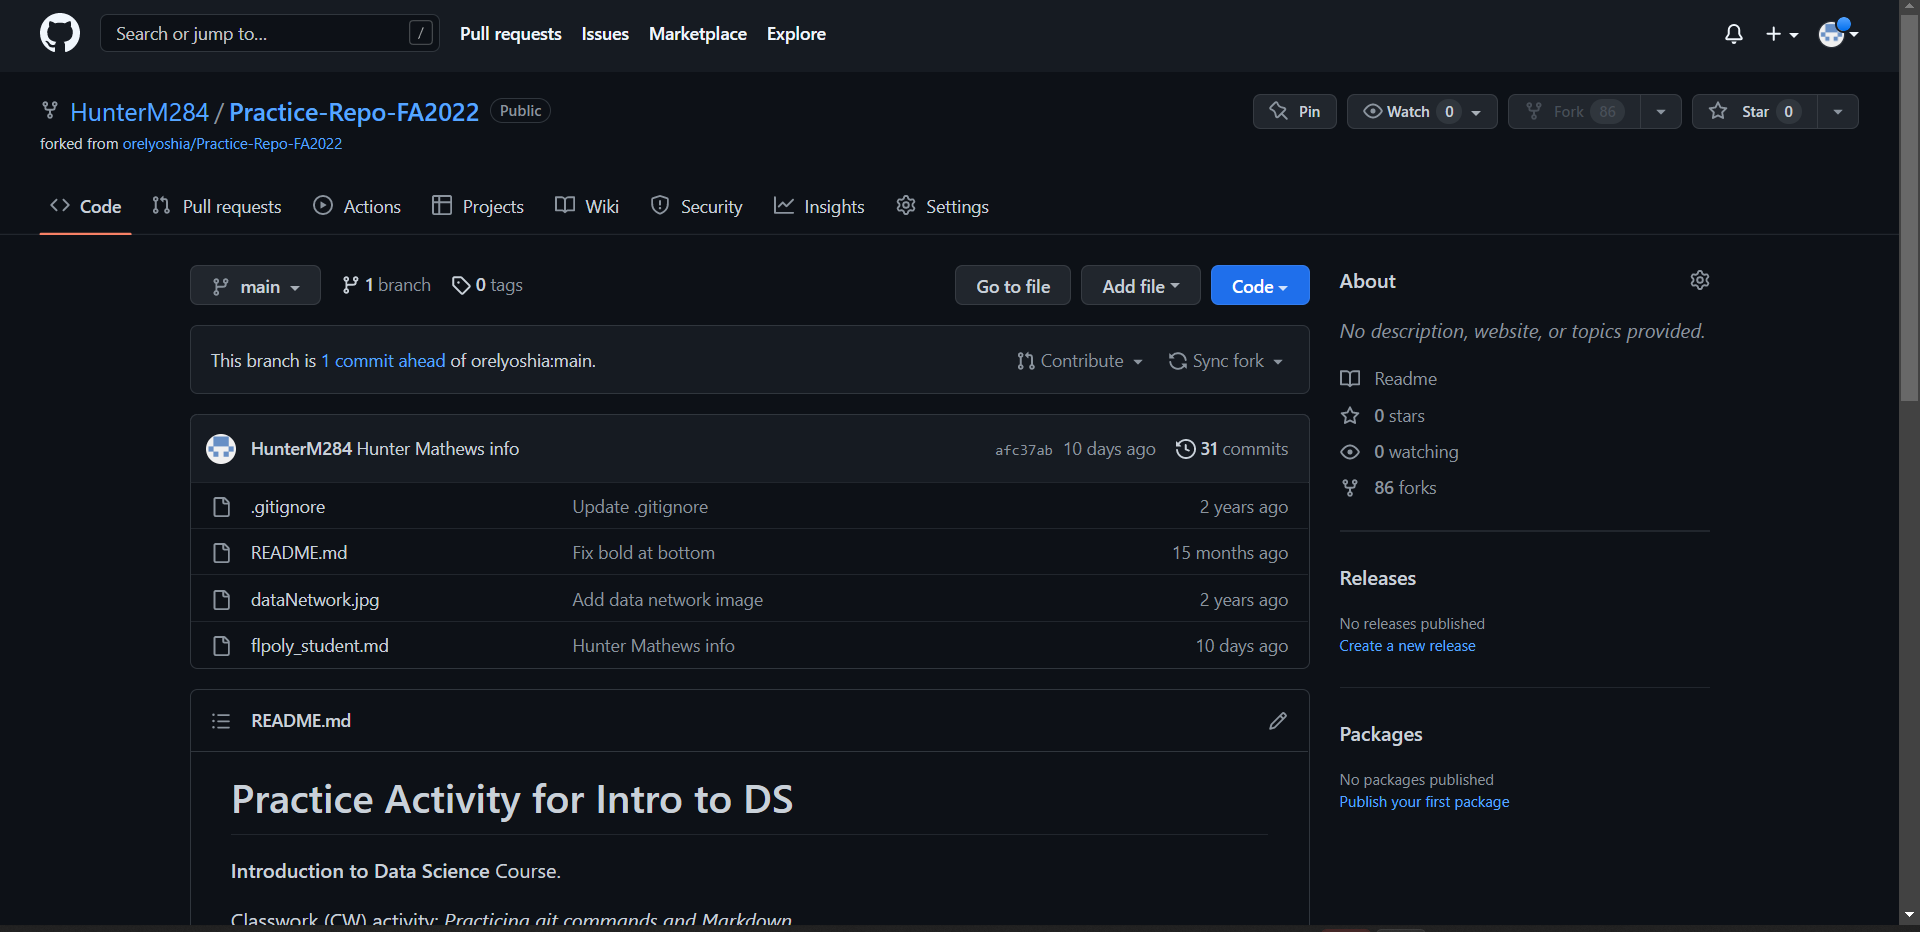 Search or jump to... /
Pull requests Issues Marketplace Explore
HunterM284 / Practice-Repo-FA2022 Public
Pin Watch 0 Fork 86 Star 0
forked from orelyoshia/Practice-Repo-FA2022
Code Pull requests Actions Projects Wiki Security Insights Settings
main 1 branch 0 tags Go to file Add file Code
This branch is 1 commit ahead of orelyoshia:main. Contribute Sync fork
HunterM284 Hunter Mathews info afc37ab 10 days ago 31 commits
.gitignore Update .gitignore 2 years ago
README.md Fix bold at bottom 15 months ago
dataNetwork.jpg Add data network image 2 years ago
flpoly_student.md Hunter Mathews info 10 days ago
README.md
Practice Activity for Intro to DS
Introduction to Data Science Course.
Classwork (CW) activity: Practicing git commands and Markdown
About
No description, website, or topics provided.
Readme
0 stars
0 watching
86 forks
Releases
No releases published
Create a new release
Packages
No packages published
Publish your first package